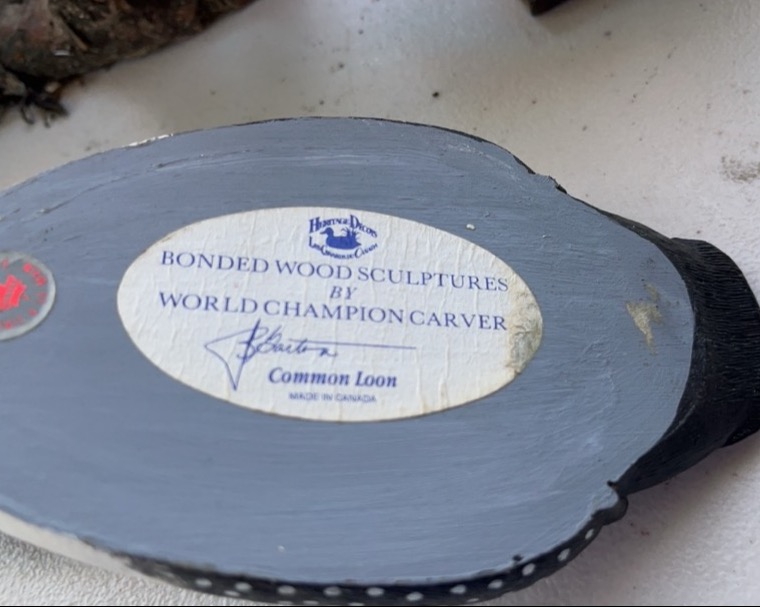 HERITAGE DECOYS
BONDED WOOD SCULPTURES
BY
WORLD CHAMPION CARVER
Common Loon
MADE IN CANADA